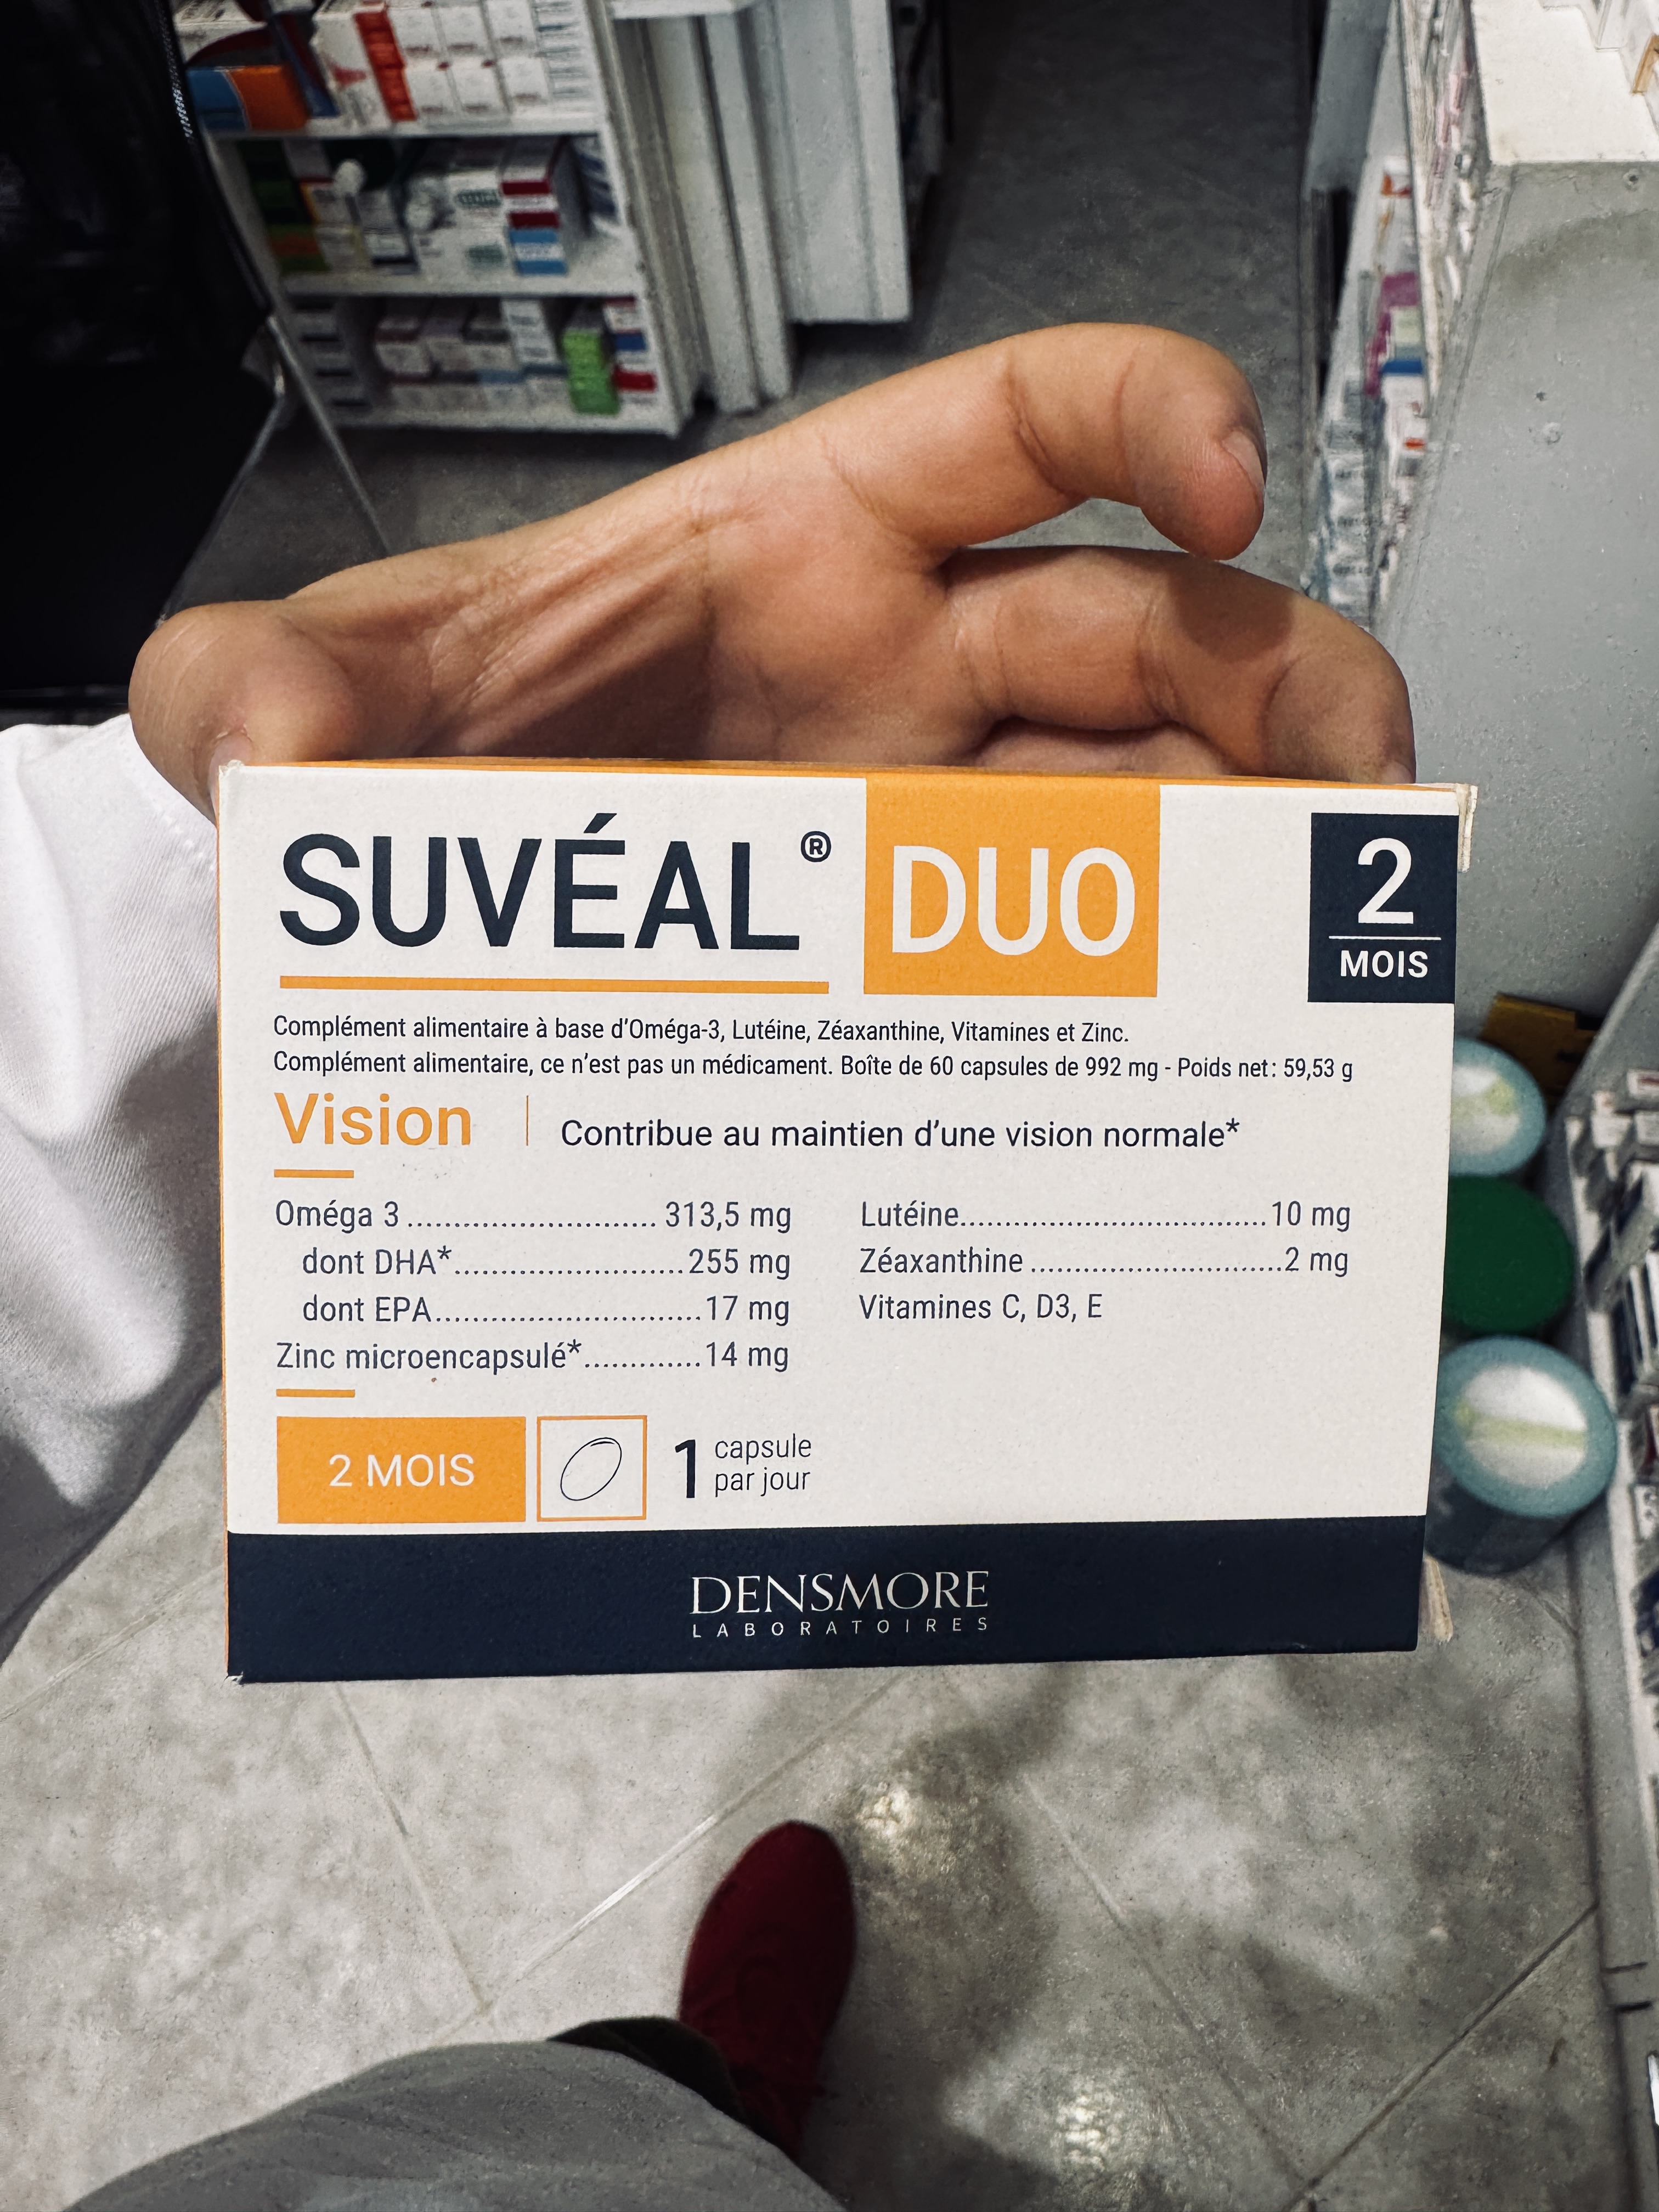 SUVÉAL® DUO
2
MOIS
Complément alimentaire à base d'Oméga-3, Lutéine, Zéaxanthine, Vitamines et Zinc.
Complément alimentaire, ce n'est pas un médicament. Boîte de 60 capsules de 992 mg - Poids net: 59,53 g
Vision | Contribue au maintien d'une vision normale*
Oméga 3 ............................ 313,5 mg
dont DHA*..........................255 mg
dont EPA..............................17 mg
Zinc microencapsulé*.............14 mg
Lutéine...................................10 mg
Zéaxanthine .............................2 mg
Vitamines C, D3, E
2 MOIS
1 capsule
par jour
DENSMORE
LABORATOIRES